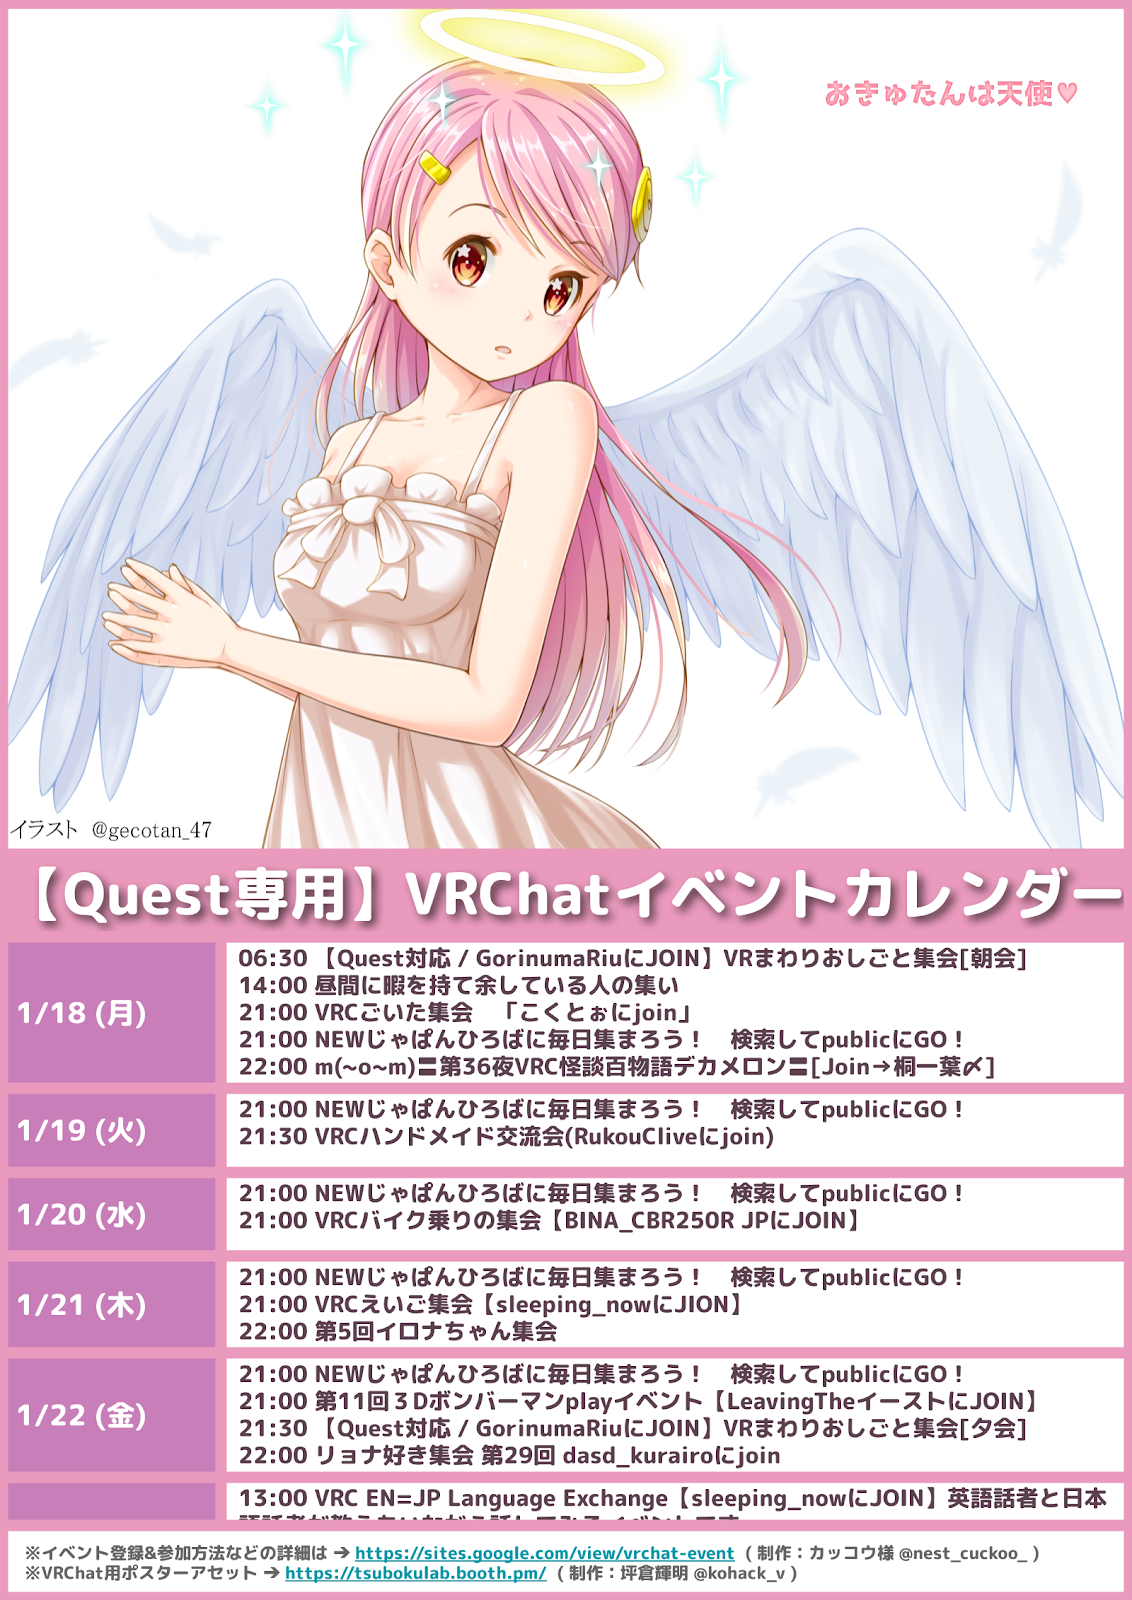 おきゅたんは天使♥
イラスト @gecotan_47
【Quest専用】VRChatイベントカレンダー
1/18 (月)
06:30 【Quest対応 / GorinumaRiuにJOIN】VRまわりおしごと集会[朝会]
14:00 昼間に暇を持て余している人の集い
21:00 VRCごいた集会　「こくとぉにjoin」
21:00 NEWじゃぱんひろばに毎日集まろう！　検索してpublicにGO！
22:00 m(~o~m)〓第36夜VRC怪談百物語デカメロン〓[Join→桐一葉〆]
1/19 (火)
21:00 NEWじゃぱんひろばに毎日集まろう！　検索してpublicにGO！
21:30 VRCハンドメイド交流会(RukouCliveにjoin)
1/20 (水)
21:00 NEWじゃぱんひろばに毎日集まろう！　検索してpublicにGO！
21:00 VRCバイク乗りの集会【BINA_CBR250R JPにJOIN】
1/21 (木)
21:00 NEWじゃぱんひろばに毎日集まろう！　検索してpublicにGO！
21:00 VRCえいご集会【sleeping_nowにJION】
22:00 第5回イロナちゃん集会
1/22 (金)
21:00 NEWじゃぱんひろばに毎日集まろう！　検索してpublicにGO！
21:00 第11回３Dボンバーマンplayイベント【LeavingTheイーストにJOIN】
21:30 【Quest対応 / GorinumaRiuにJOIN】VRまわりおしごと集会[夕会]
22:00 リョナ好き集会 第29回 dasd_kurairoにjoin
13:00 VRC EN=JP Language Exchange【sleeping_nowにJOIN】英語話者と日本
※イベント登録&参加方法などの詳細は ➔ https://sites.google.com/view/vrchat-event ( 制作：カッコウ様 @nest_cuckoo_ )
※VRChat用ポスターアセット ➔ https://tsubokulab.booth.pm/ ( 制作：坪倉輝明 @kohack_v )